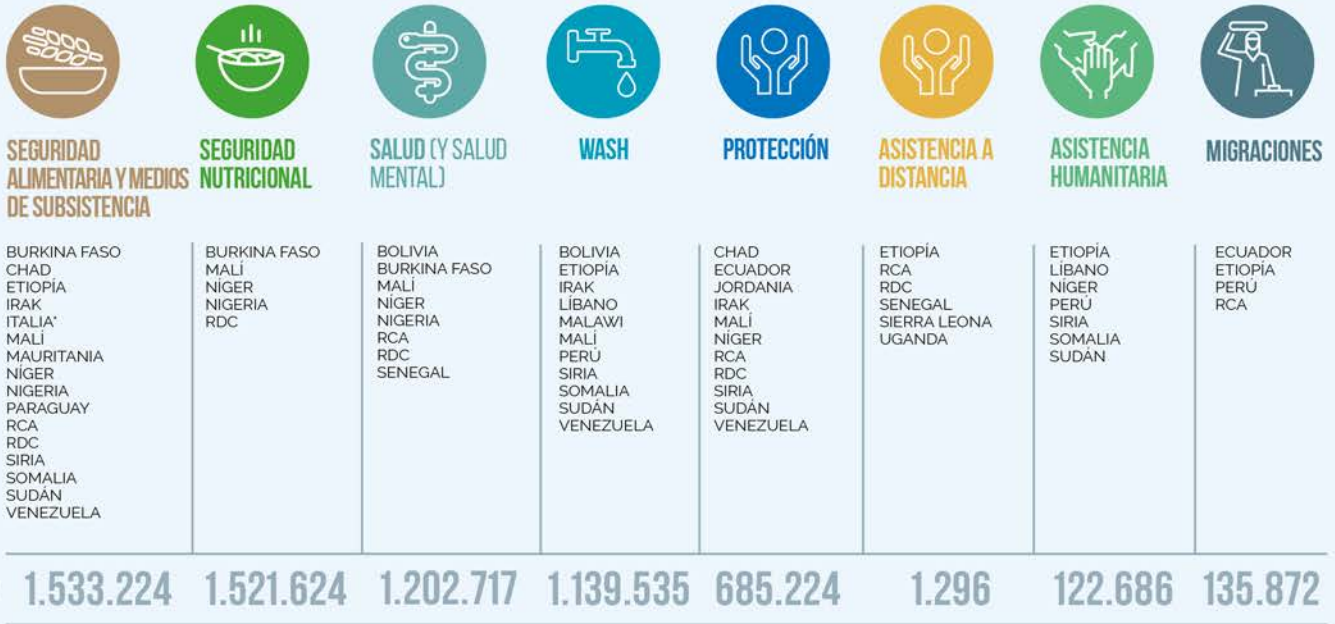 SEGURIDAD
ALIMENTARIA Y MEDIOS
DE SUBSISTENCIA
BURKINA FASO
CHAD
ETIOPÍA
IRAK
ITALIA*
MALÍ
MAURITANIA
NÍGER
NIGERIA
PARAGUAY
RCA
RDC
SIRIA
SOMALIA
SUDÁN
VENEZUELA
1.533.224
SEGURIDAD
NUTRICIONAL
BURKINA FASO
MALÍ
NÍGER
NIGERIA
RDC
1.521.624
SALUD (Y SALUD
MENTAL)
BOLIVIA
BURKINA FASO
MALÍ
NÍGER
NIGERIA
RCA
RDC
SENEGAL
1.202.717
WASH
BOLIVIA
ETIOPÍA
IRAK
LÍBANO
MALAWI
MALÍ
PERÚ
SIRIA
SOMALIA
SUDÁN
VENEZUELA
1.139.535
PROTECCIÓN
CHAD
ECUADOR
JORDANIA
IRAK
MALÍ
NÍGER
RCA
RDC
SIRIA
SUDÁN
VENEZUELA
685.224
ASISTENCIA A
DISTANCIA
ETIOPÍA
RCA
RDC
SENEGAL
SIERRA LEONA
UGANDA
1.296
ASISTENCIA
HUMANITARIA
ETIOPÍA
LÍBANO
NÍGER
PERÚ
SIRIA
SOMALIA
SUDÁN
122.686
MIGRACIONES
ECUADOR
ETIOPÍA
PERÚ
RCA
135.872